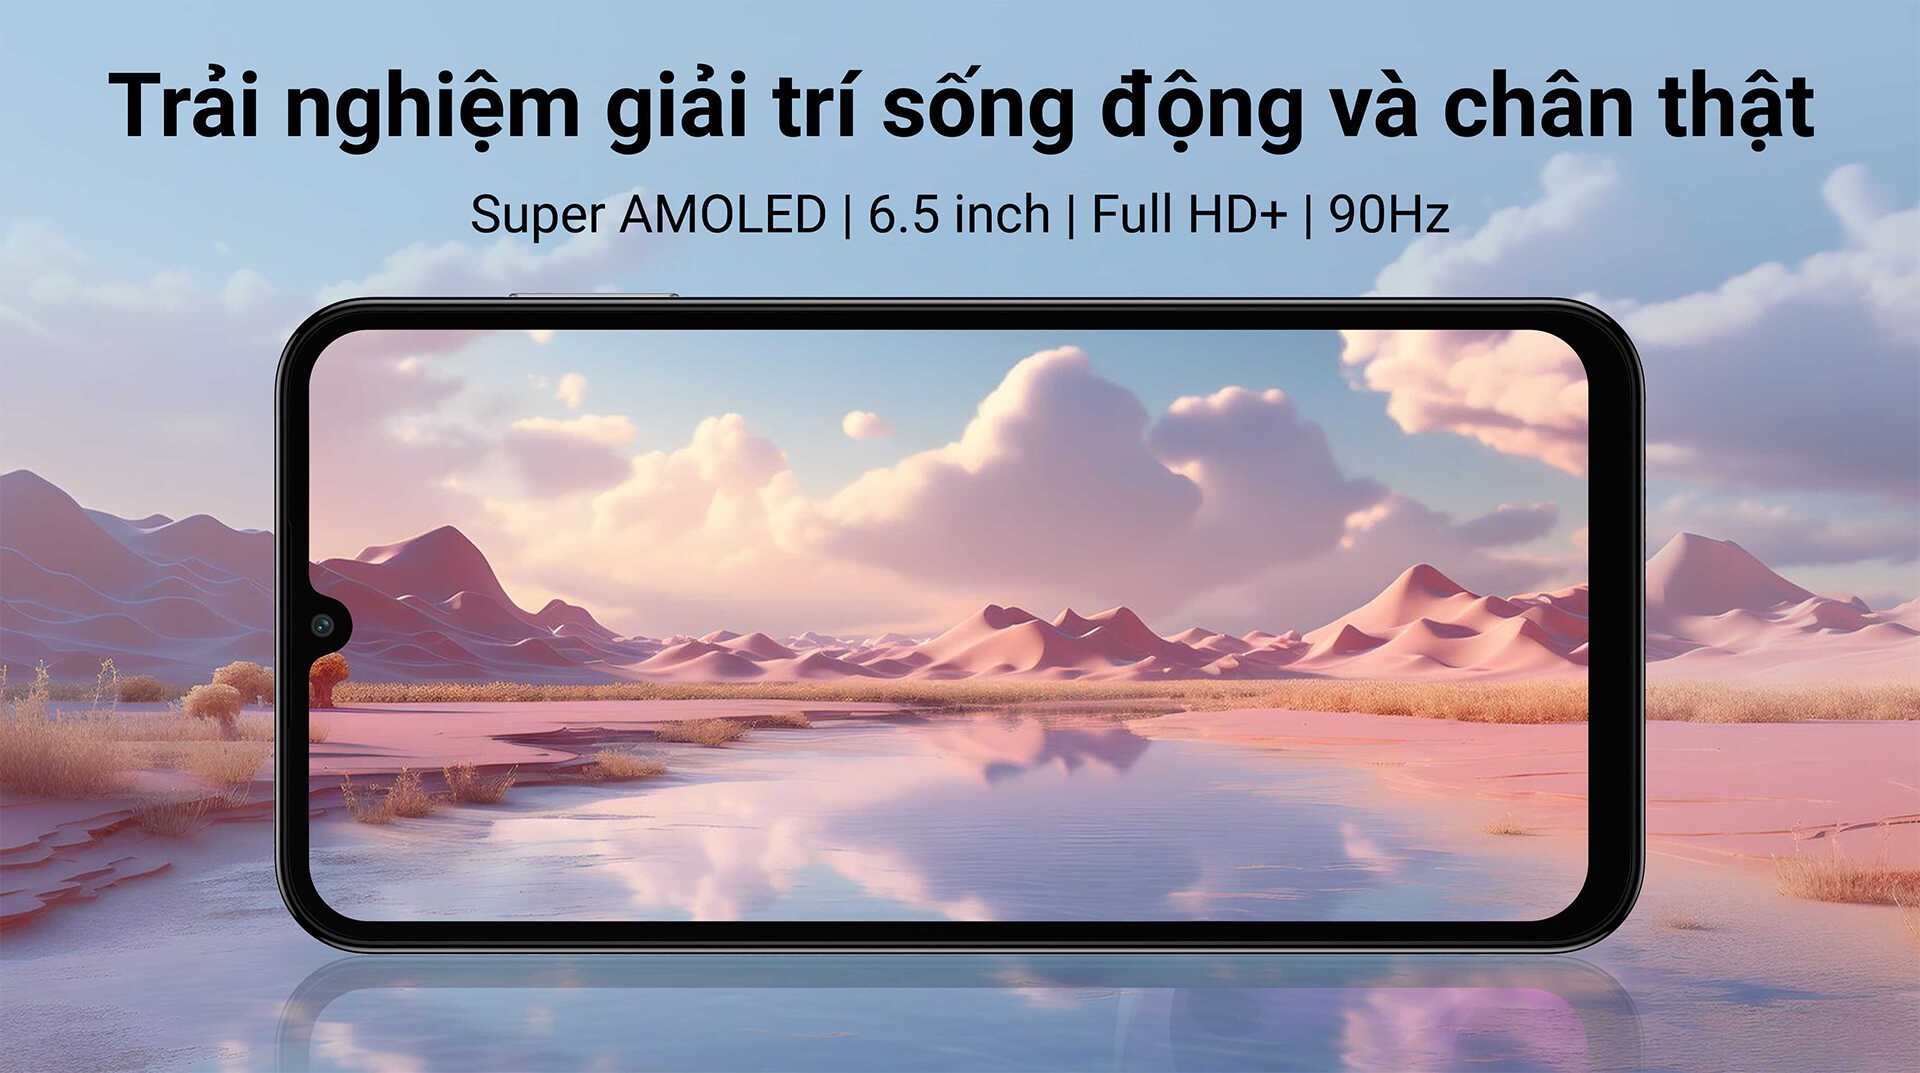 Trải nghiệm giải trí sống động và chân thật
Super AMOLED | 6.5 inch | Full HD+ | 90Hz